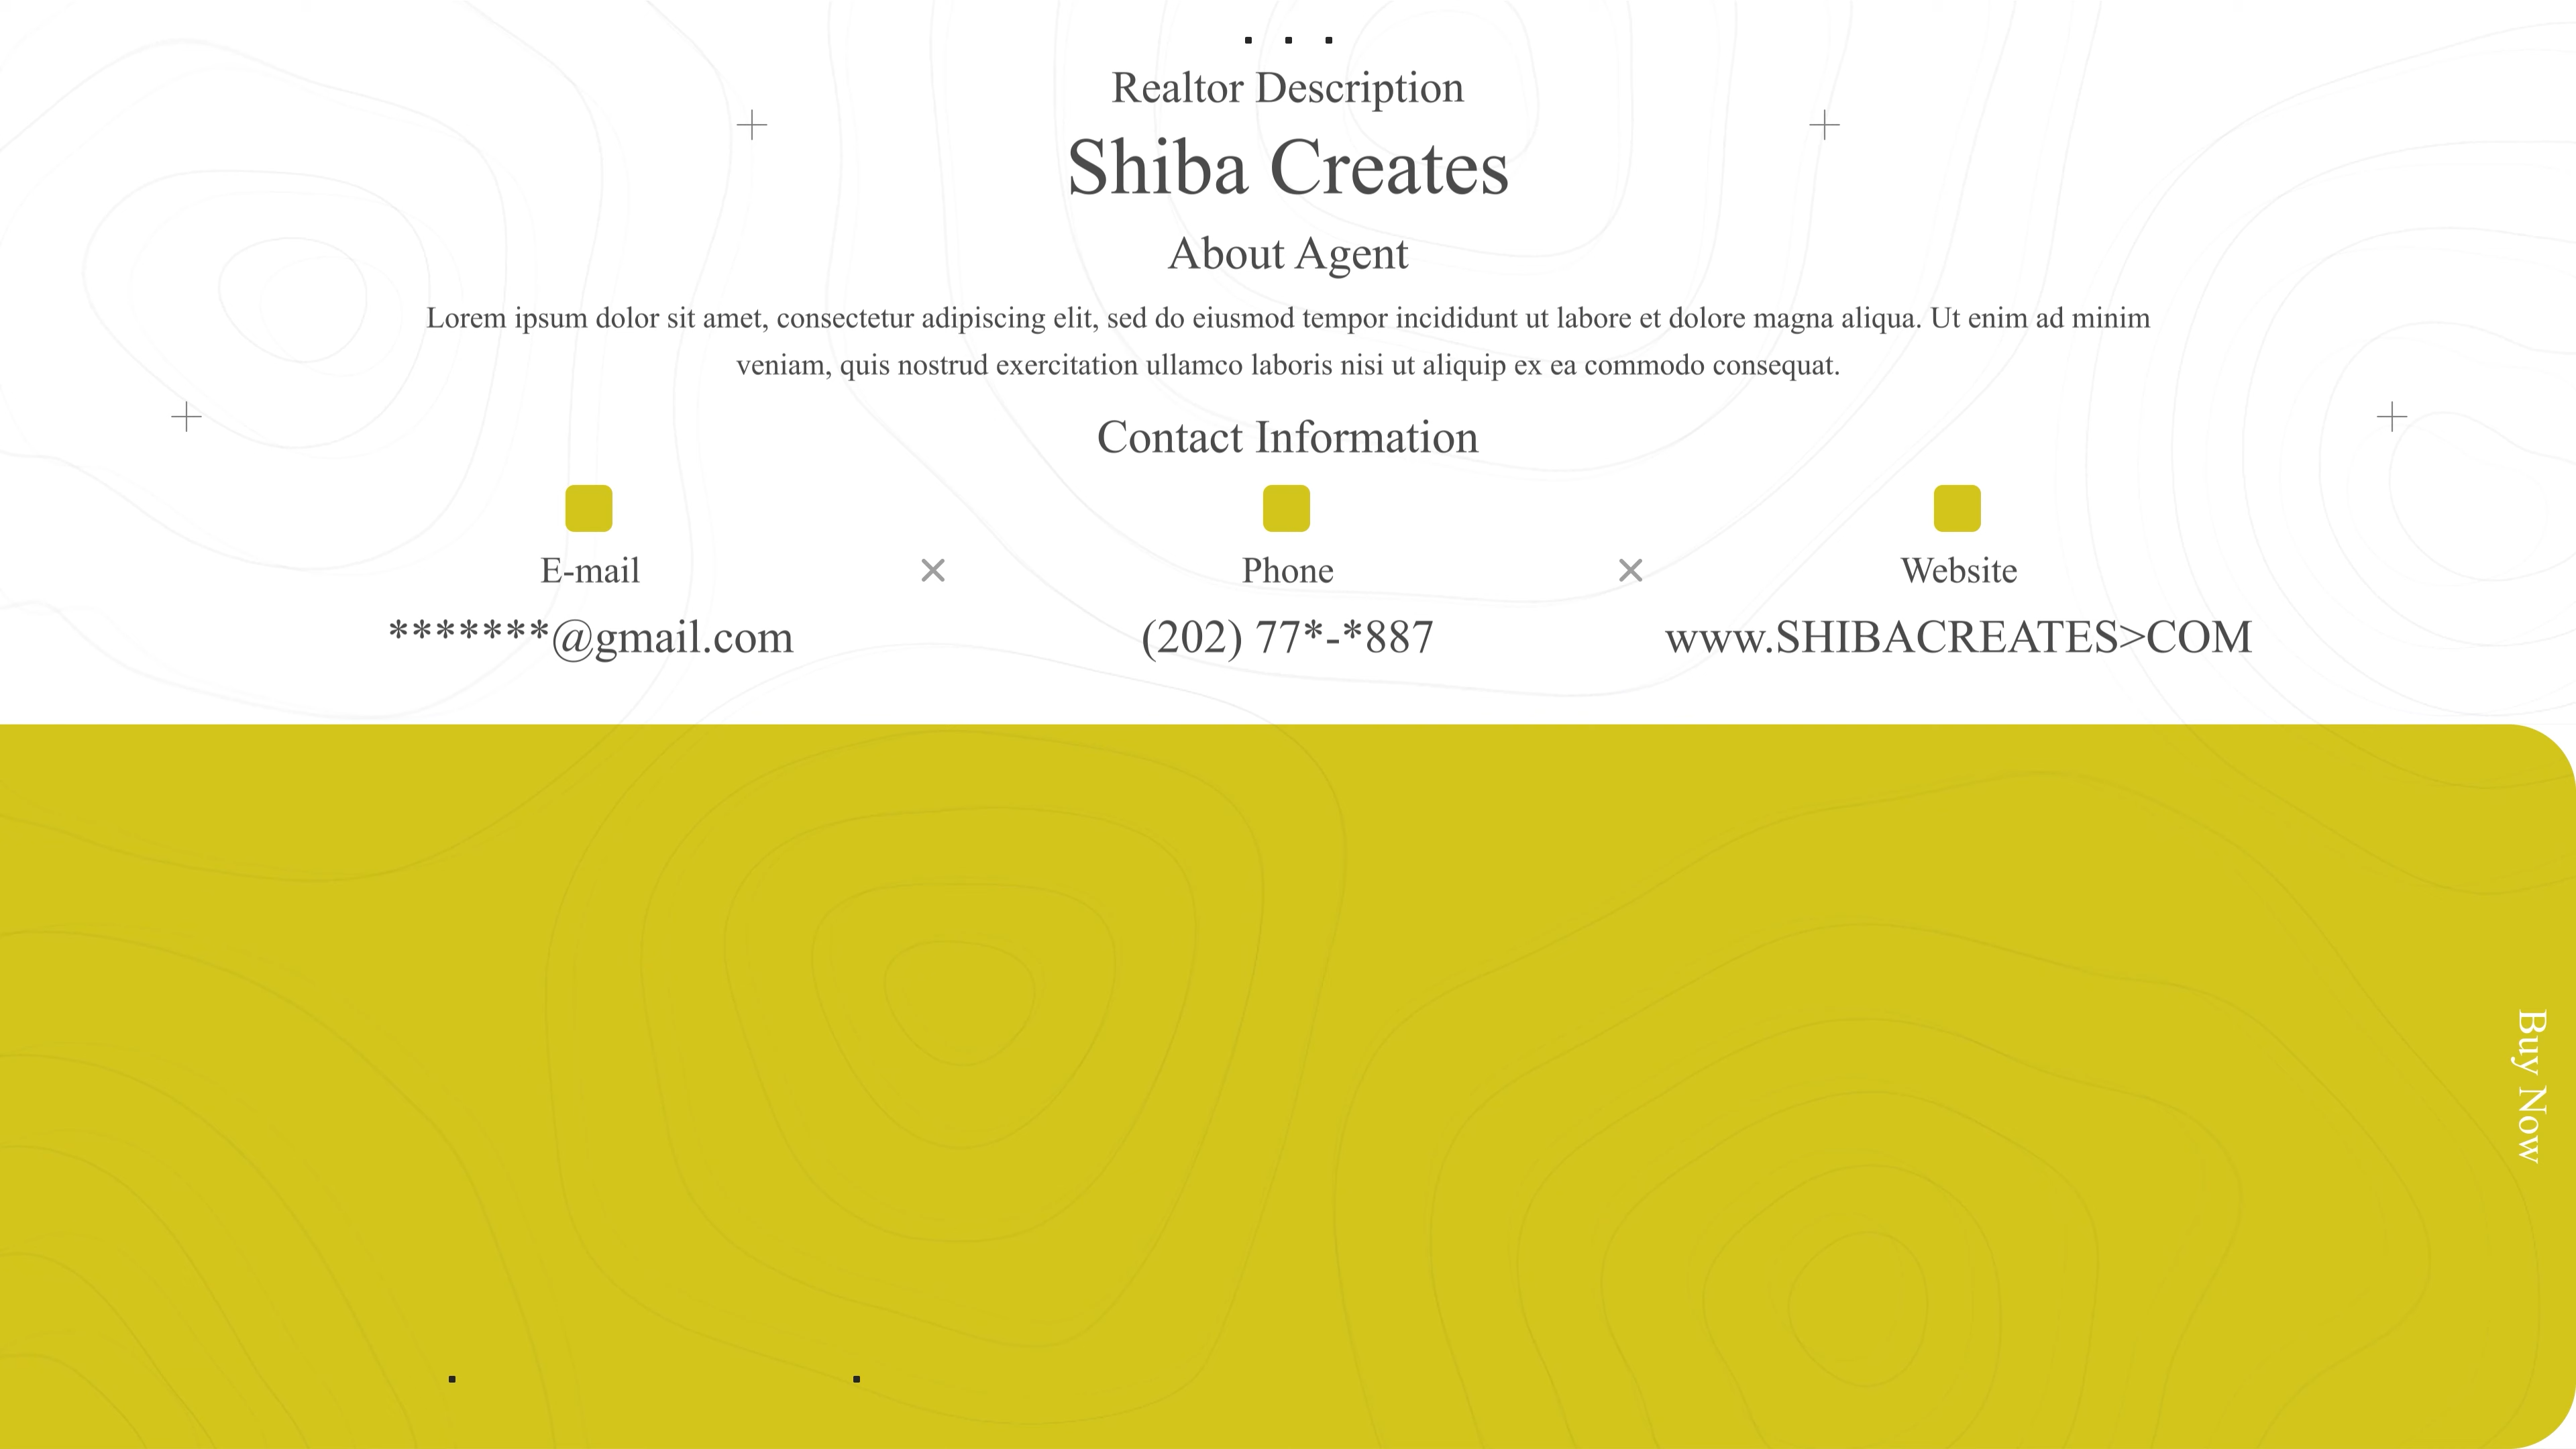 Realtor Description
Shiba Creates
About Agent
Lorem ipsum dolor sit amet, consectetur adipiscing elit, sed do eiusmod tempor incididunt ut labore et dolore magna aliqua. Ut enim ad minim
veniam, quis nostrud exercitation ullamco laboris nisi ut aliquip ex ea commodo consequat.
Contact Information
E-mail
*******@gmail.com
Phone
(202) 77*-*887
Website
www.SHIBACREATES>COM
Buy Now